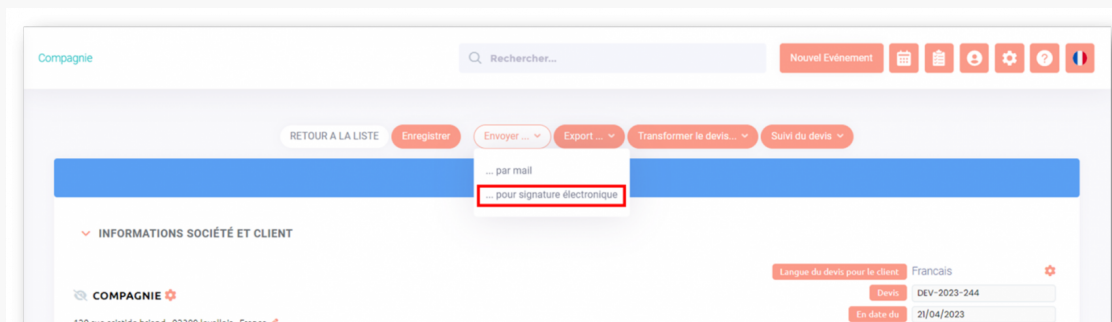 Compagnie
Rechercher...
Nouvel Evénement
RETOUR A LA LISTE
Enregistrer
Envoyer ...
Export ...
Transformer le devis...
Suivi du devis
... par mail
... pour signature électronique
INFORMATIONS SOCIÉTÉ ET CLIENT
Langue du devis pour le client
Francais
COMPAGNIE
Devis
DEV-2023-244
En date du
21/04/2023